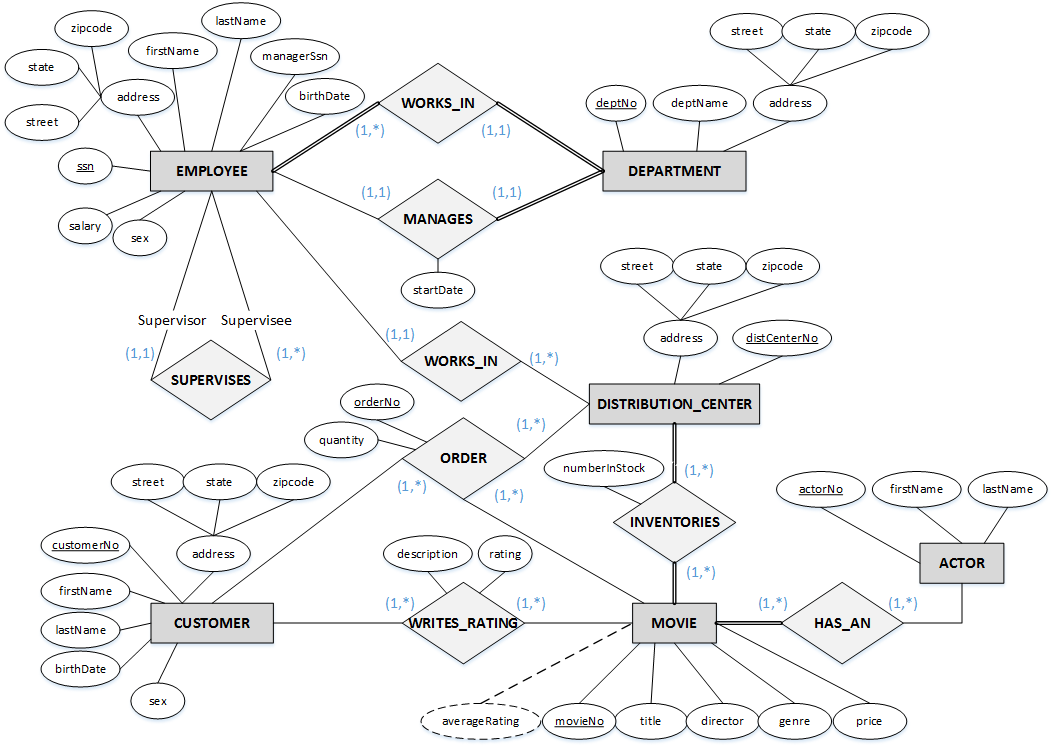 lastName
zipcode
firstName
state
managerSsn
address
birthDate
street
ssn
EMPLOYEE
salary
sex
WORKS_IN
(1,*)
(1,1)
street
state
zipcode
deptNo
deptName
address
DEPARTMENT
(1,1)
(1,1)
MANAGES
startDate
Supervisor
Supervisee
(1,1)
(1,*)
SUPERVISES
(1,1)
WORKS_IN
(1,*)
street
state
zipcode
address
distCenterNo
DISTRIBUTION_CENTER
orderNo
quantity
ORDER
(1,*)
(1,*)
(1,*)
numberInStock
(1,*)
INVENTORIES
(1,*)
actorNo
firstName
lastName
ACTOR
street
state
zipcode
customerNo
address
firstName
lastName
birthDate
sex
CUSTOMER
description
rating
(1,*)
(1,*)
WRITES_RATING
MOVIE
(1,*)
(1,*)
HAS_AN
averageRating
movieNo
title
director
genre
price